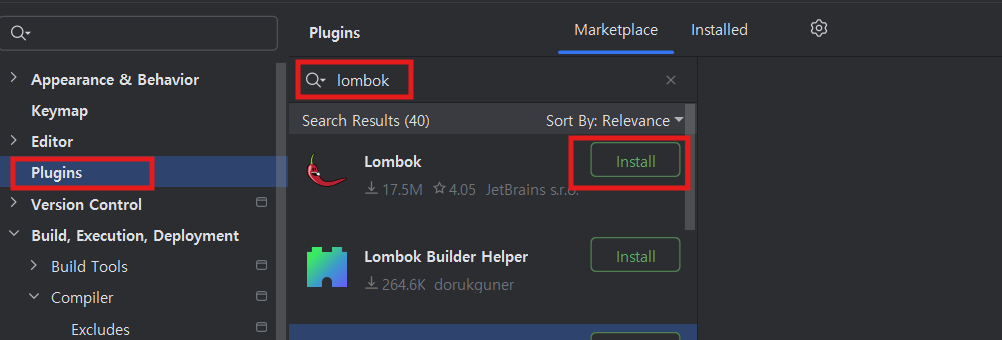 Plugins
Marketplace
Installed
Appearance & Behavior
Keymap
Editor
Plugins
Version Control
Build, Execution, Deployment
Build Tools
Compiler
Excludes
lombok
Search Results (40)
Sort By: Relevance
Lombok
Install
17.5M
4.05
JetBrains s.r.o.
Lombok Builder Helper
Install
264.6K
dorukguner